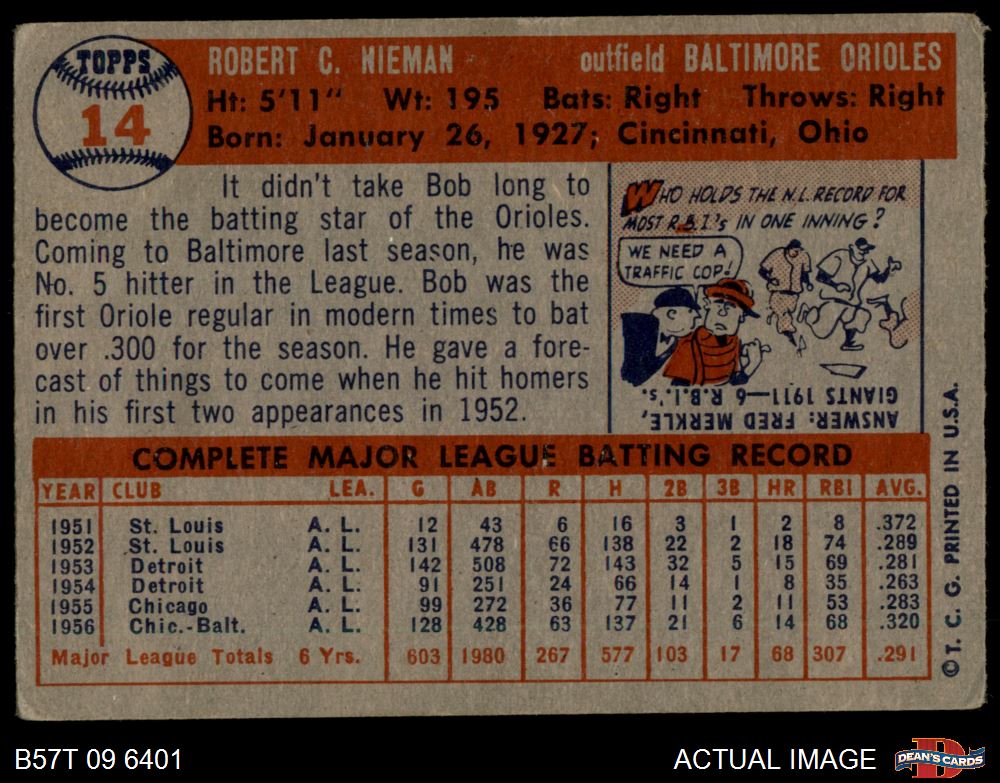 TOPPS
14
ROBERT C. NIEMAN outfield BALTIMORE ORIOLES
Ht: 5'11" Wt: 195 Bats: Right Throws: Right
Born: January 26, 1927; Cincinnati, Ohio
It didn't take Bob long to
become the batting star of the Orioles.
Coming to Baltimore last season, he was
No. 5 hitter in the League. Bob was the
first Oriole regular in modern times to bat
over .300 for the season. He gave a fore-
cast of things to come when he hit homers
in his first two appearances in 1952.
WHO HOLDS THE N.L. RECORD FOR
MOST R.B.I.'s IN ONE INNING?
WE NEED A
TRAFFIC COP!
ANSWER: FRED MERKLE,
GIANTS 1911—6 R.B.I.'s.
COMPLETE MAJOR LEAGUE BATTING RECORD
YEAR CLUB LEA. G AB R H 2B 3B HR RBI AVG.
1951 St. Louis A. L. 12 43 6 16 3 1 2 8 .372
1952 St. Louis A. L. 131 478 66 138 22 2 18 74 .289
1953 Detroit A. L. 142 508 72 143 32 5 15 69 .281
1954 Detroit A. L. 91 251 24 66 14 1 8 35 .263
1955 Chicago A. L. 99 272 36 77 11 2 11 53 .283
1956 Chic.-Balt. A. L. 128 428 63 137 21 6 14 68 .320
Major League Totals 6 Yrs. 603 1980 267 577 103 17 68 307 .291
© T. C. G. PRINTED IN U.S.A.
B57T 09 6401 ACTUAL IMAGE
DEAN'S CARDS